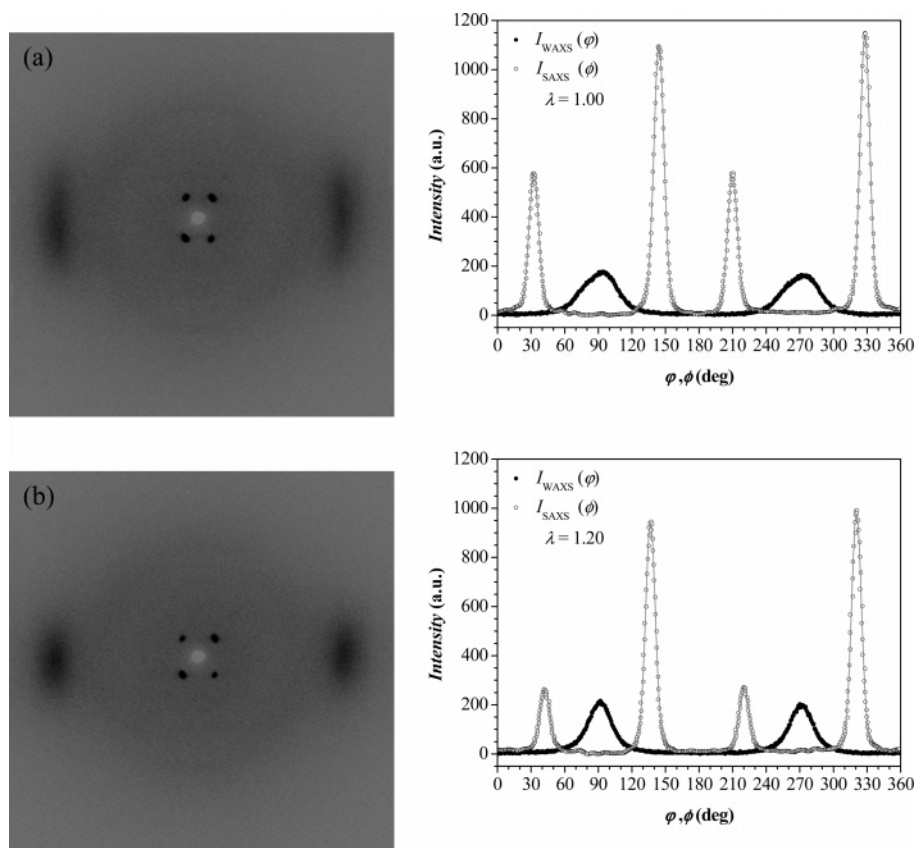 (a)
1200
1000
800
600
400
200
0
Intensity (a.u.)
I_WAXS (φ)
I_SAXS (ϕ)
λ = 1.00
0 30 60 90 120 150 180 210 240 270 300 330 360
φ ,ϕ (deg)
(b)
1200
1000
800
600
400
200
0
Intensity (a.u.)
I_WAXS (φ)
I_SAXS (ϕ)
λ = 1.20
0 30 60 90 120 150 180 210 240 270 300 330 360
φ ,ϕ (deg)